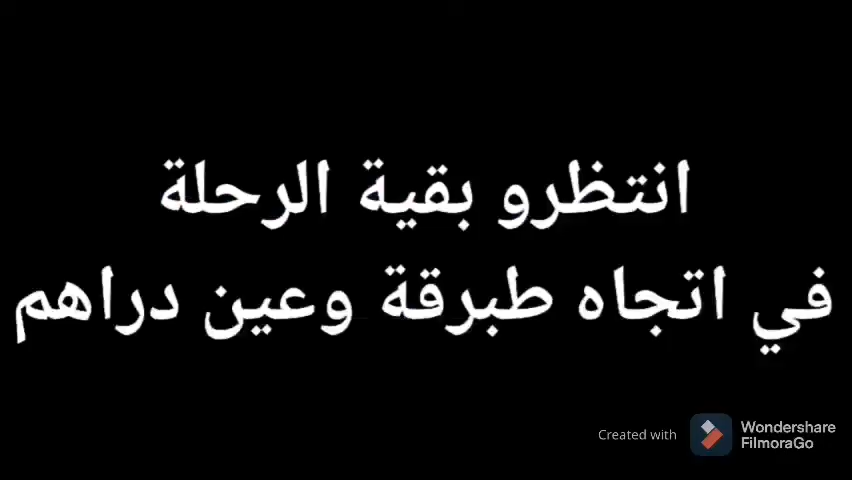 انتظرو بقية الرحلة
في اتجاه طبرقة وعين دراهم
Created with
Wondershare
FilmoraGo